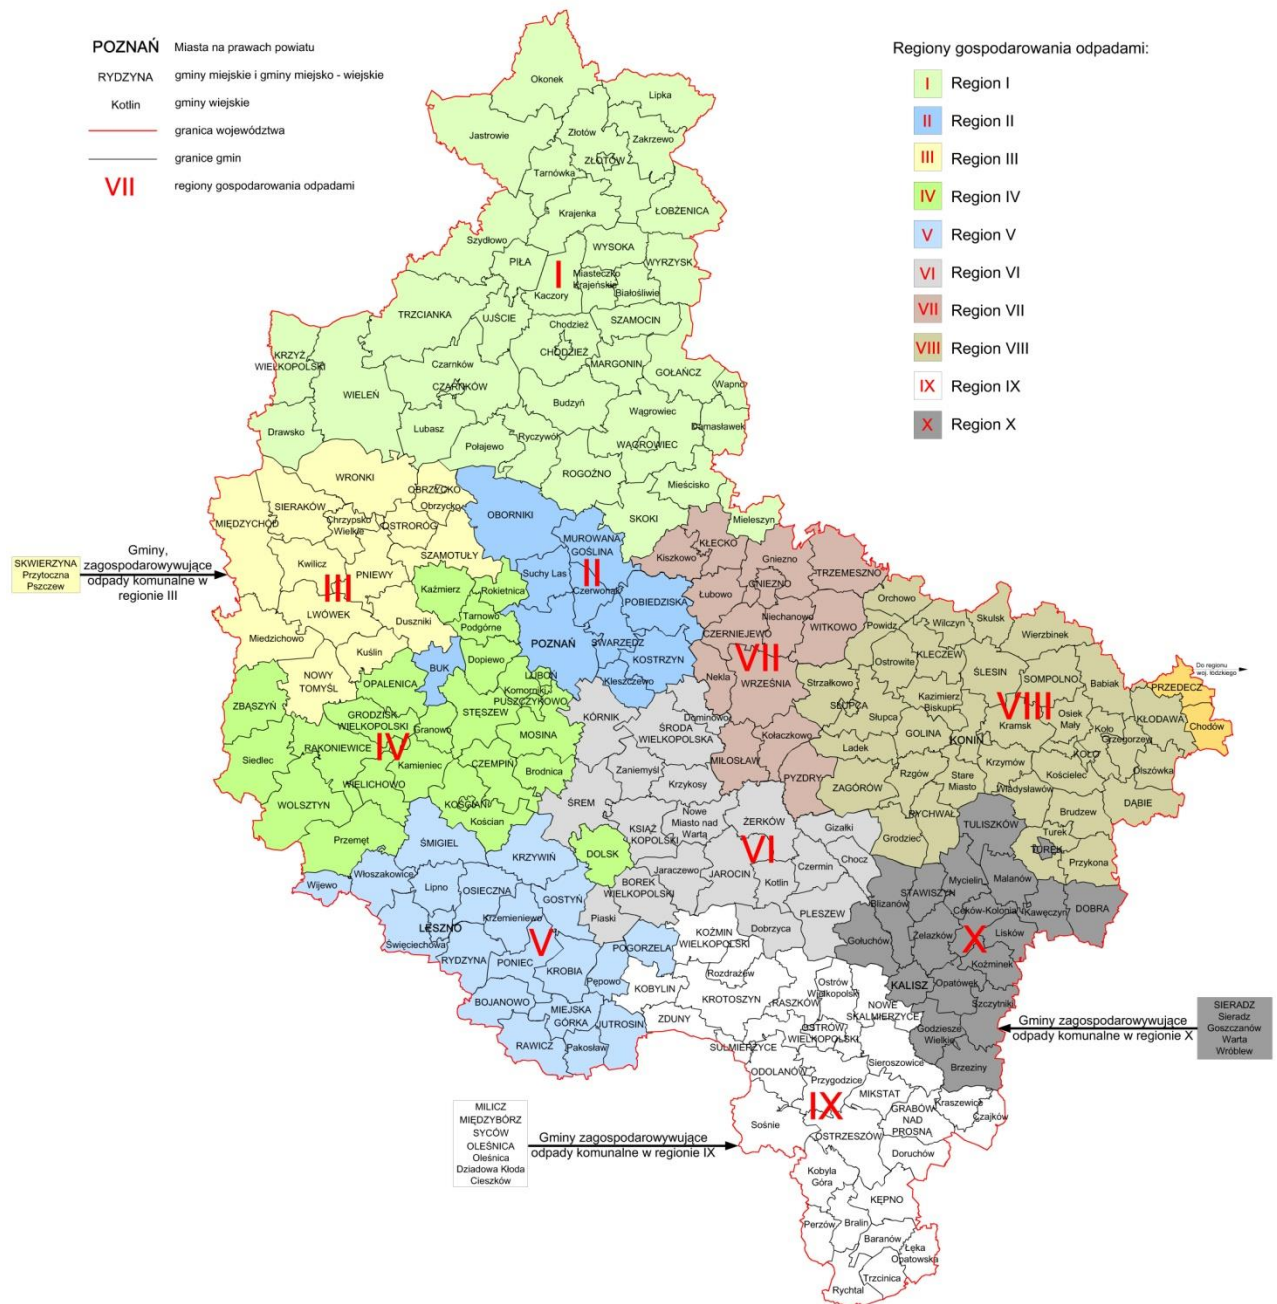 POZNAŃ Miasta na prawach powiatu
RYDZYNA gminy miejskie i gminy miejsko - wiejskie
Kotlin gminy wiejskie
granica województwa
granice gmin
VII regiony gospodarowania odpadami
Regiony gospodarowania odpadami:
I Region I
II Region II
III Region III
IV Region IV
V Region V
VI Region VI
VII Region VII
VIII Region VIII
IX Region IX
X Region X
Okonek
Lipka
Jastrowie
Złotów
Zakrzewo
ZŁOTÓW
Tarnówka
Krajenka
ŁOBŻENICA
Szydłowo
PIŁA
WYSOKA
WYRZYSK
I
Miasteczko
Krajeńskie
Białośliwie
Kaczory
TRZCIANKA
UJŚCIE
SZAMOCIN
Chodzież
CHODZIEŻ
MARGONIN
KRZYŻ
WIELKOPOLSKI
Czarnków
CZARNKÓW
GOŁAŃCZ
Wapno
WIELEŃ
Budzyń
Wągrowiec
Damasławek
Drawsko
Lubasz
Połajewo
Ryczywół
WĄGROWIEC
ROGOŹNO
Mieścisko
SKOKI
Mieleszyn
WRONKI
OBRZYCKO
Obrzycko
SIERAKÓW
MIĘDZYCHÓD
Chrzypsko
Wielkie
OSTRORÓG
SZAMOTUŁY
Kwilicz
PNIEWY
III
LWÓWEK
Duszniki
Miedzichowo
Kuślin
NOWY
TOMYŚL
SKWIERZYNA
Przytoczna
Pszczew
Gminy,
zagospodarowywujące
odpady komunalne w
regionie III
OBORNIKI
MUROWANA
GOŚLINA
Suchy Las
II
Czerwonak
POBIEDZISKA
POZNAŃ
SWARZĘDZ
KOSTRZYN
Kleszczewo
BUK
Kaźmierz
Rokietnica
Tarnowo
Podgórne
Dopiewo
LUBOŃ
Komorniki
PUSZCZYKOWO
OPALENICA
ZBĄSZYŃ
GRODZISK
WIELKOPOLSKI
Granowo
STĘSZEW
MOSINA
RAKONIEWICE
IV
Siedlec
Kamieniec
CZEMPIŃ
Brodnica
WIELICHOWO
WOLSZTYN
KOŚCIAN
Kościan
Przemęt
DOLSK
Kiszkowo
KŁECKO
Gniezno
TRZEMESZNO
Łubowo
GNIEZNO
Niechanowo
CZERNIEJEWO
WITKOWO
VII
Nekla
WRZEŚNIA
Kołaczkowo
MIŁOSŁAW
PYZDRY
Orchowo
Powidz
Wilczyn
Skulsk
Wierzbinek
KLECZEW
Ostrowite
ŚLESIN
SOMPOLNO
Babiak
Strzałkowo
Kazimierz
Biskupi
VIII
SŁUPCA
Słupca
Kramsk
Osiek
Mały
Koło
KŁODAWA
GOLINA
KONIN
KOŁO
Grzegorzew
Lądek
Krzymów
Olszówka
Rzgów
Stare
Miasto
Kościelec
Władysławów
ZAGÓRÓW
DĄBIE
RYCHWAŁ
Brudzew
Grodziec
Turek
TUREK
Przykona
PRZEDECZ
Chodów
Do regionu
woj. łódzkiego
KÓRNIK
Dominowo
ŚRODA
WIELKOPOLSKA
Zaniemyśl
Krzykosy
ŚREM
Nowe
Miasto nad
Wartą
ŻERKÓW
Gizałki
KSIĄŻ
WLKOPOLSKI
VI
Czermin
Chocz
Jaraczewo
JAROCIN
Kotlin
BOREK
WIELKOPOLSKI
PLESZEW
Piaski
Dobrzyca
ŚMIGIEL
KRZYWIŃ
Wijewo
Włoszakowice
Lipno
OSIECZNA
GOSTYŃ
Krzemieniewo
LESZNO
V
Święciechowa
RYDZYNA
PONIEC
KROBIA
Pępowo
POGORZELA
BOJANOWO
MIEJSKA
GÓRKA
JUTROSIN
RAWICZ
Pakosław
TULISZKÓW
Mycielin
Malanów
STAWISZYN
Blizanów
Ceków-Kolonia
Kawęczyn
DOBRA
Gołuchów
Żelazków
X
Lisków
Koźminek
KALISZ
Opatówek
Szczytniki
Godziesze
Wielkie
Brzeziny
Gminy zagospodarowywujące
odpady komunalne w regionie X
SIERADZ
Sieradz
Goszczanów
Warta
Wróblew
KOŹMIN
WIELKOPOLSKI
Rozdrażew
KOBYLIN
KROTOSZYN
Ostrów
Wielkopolski
RASZKÓW
NOWE
SKALMIERZYCE
ZDUNY
OSTRÓW
WIELKOPOLSKI
SULMIERZYCE
Sieroszewice
ODOLANÓW
Przygodzice
MIKSTAT
Kraszewice
IX
GRABÓW
NAD
PROSNĄ
Czajków
Sośnie
OSTRZESZÓW
Doruchów
Kobyla
Góra
KĘPNO
Perzów
Bralin
Baranów
Łęka
Opatowska
Trzcinica
Rychtal
MILICZ
MIĘDZYBÓRZ
SYCÓW
OLEŚNICA
Oleśnica
Dziadowa Kłoda
Cieszków
Gminy zagospodarowywujące
odpady komunalne w regionie IX